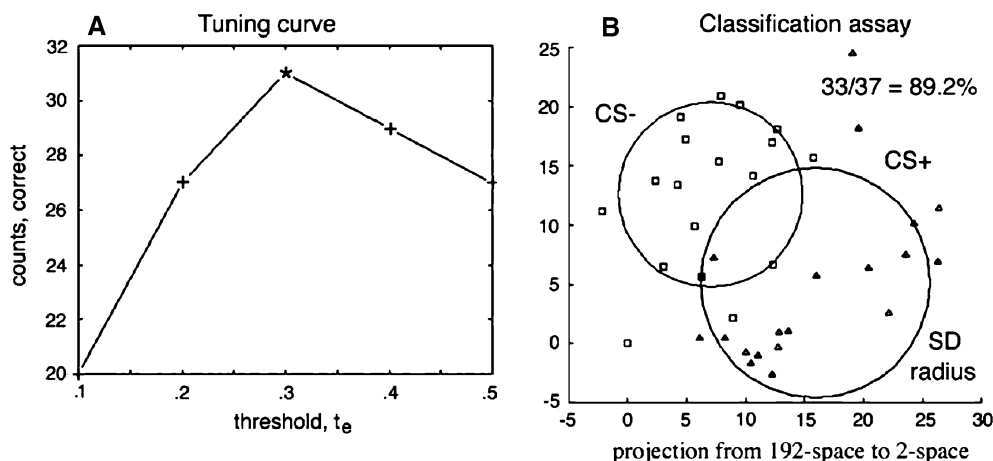 A
Tuning curve
32
30
28
26
24
22
20
counts, correct
.1 .2 .3 .4 .5
threshold, te
B
Classification assay
25
20
15
10
5
0
-5
33/37 = 89.2%
CS-
CS+
SD
radius
-5 0 5 10 15 20 25 30
projection from 192-space to 2-space